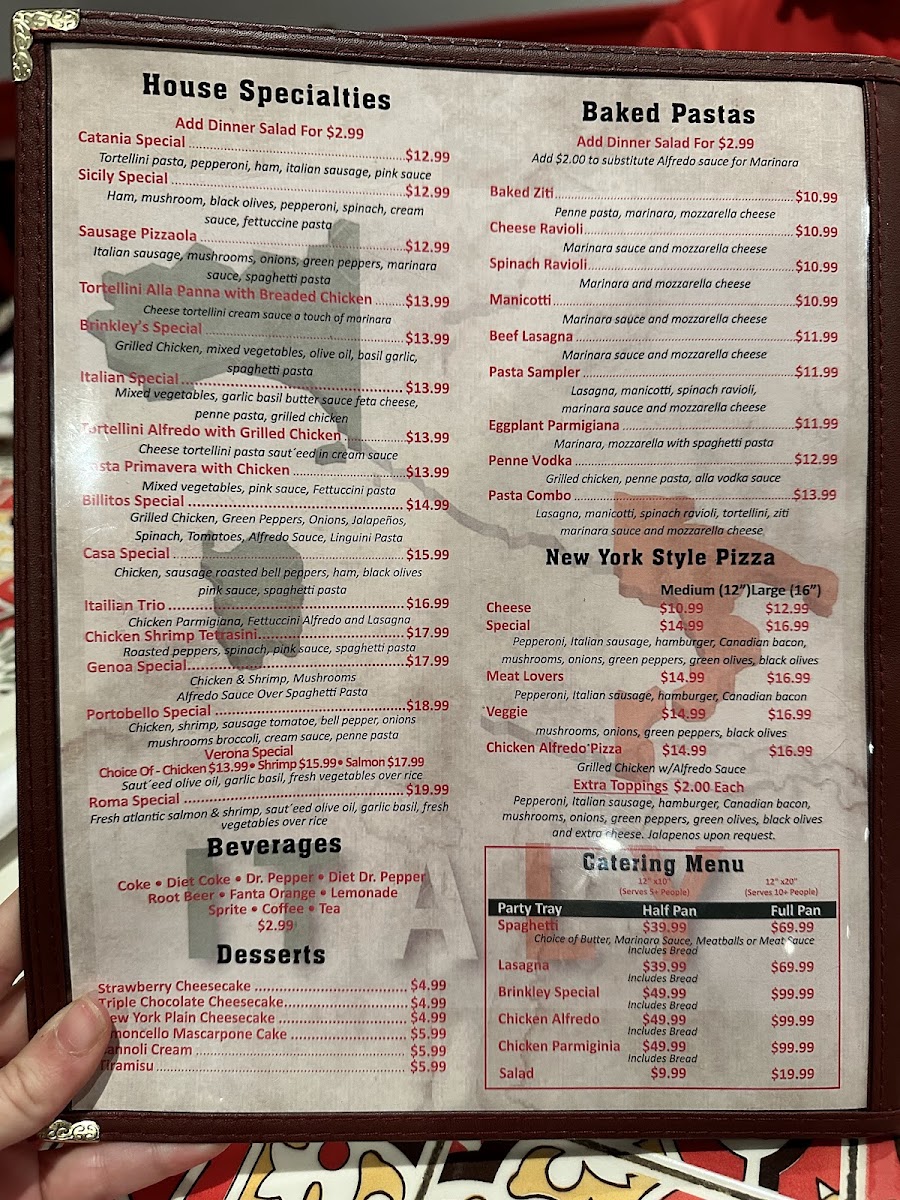 House Specialties
Add Dinner Salad For $2.99
Catania Special $12.99
Tortellini pasta, pepperoni, ham, italian sausage, pink sauce
Sicily Special $12.99
Ham, mushroom, black olives, pepperoni, spinach, cream
sauce, fettuccine pasta
Sausage Pizzaola $12.99
Italian sausage, mushrooms, onions, green peppers, marinara
sauce, spaghetti pasta
Tortellini Alla Panna with Breaded Chicken $13.99
Cheese tortellini cream sauce a touch of marinara
Brinkley's Special $13.99
Grilled Chicken, mixed vegetables, olive oil, basil garlic,
spaghetti pasta
Italian Special $13.99
Mixed vegetables, garlic basil butter sauce feta cheese,
penne pasta, grilled chicken
Tortellini Alfredo with Grilled Chicken $13.99
Cheese tortellini pasta saut´eed in cream sauce
Pasta Primavera with Chicken $13.99
Mixed vegetables, pink sauce, Fettuccini pasta
Billitos Special $14.99
Grilled Chicken, Green Peppers, Onions, Jalapeños,
Spinach, Tomatoes, Alfredo Sauce, Linguini Pasta
Casa Special $15.99
Chicken, sausage roasted bell peppers, ham, black olives
pink sauce, spaghetti pasta
Itailian Trio $16.99
Chicken Parmigiana, Fettuccini Alfredo and Lasagna
Chicken Shrimp Tetrasini $17.99
Roasted peppers, spinach, pink sauce, spaghetti pasta
Genoa Special $17.99
Chicken & Shrimp, Mushrooms
Alfredo Sauce Over Spaghetti Pasta
Portobello Special $18.99
Chicken, shrimp, sausage tomatoe, bell pepper, onions
mushrooms broccoli, cream sauce, penne pasta
Verona Special
Choice Of - Chicken $13.99 • Shrimp $15.99 • Salmon $17.99
Saut´eed olive oil, garlic basil, fresh vegetables over rice
Roma Special $19.99
Fresh atlantic salmon & shrimp, saut´eed olive oil, garlic basil, fresh
vegetables over rice
Beverages
Coke • Diet Coke • Dr. Pepper • Diet Dr. Pepper
Root Beer • Fanta Orange • Lemonade
Sprite • Coffee • Tea
$2.99
Desserts
Strawberry Cheesecake $4.99
Triple Chocolate Cheesecake $4.99
New York Plain Cheesecake $4.99
Limoncello Mascarpone Cake $5.99
Cannoli Cream $5.99
Tiramisu $5.99
Baked Pastas
Add Dinner Salad For $2.99
Add $2.00 to substitute Alfredo sauce for Marinara
Baked Ziti $10.99
Penne pasta, marinara, mozzarella cheese
Cheese Ravioli $10.99
Marinara sauce and mozzarella cheese
Spinach Ravioli $10.99
Marinara and mozzarella cheese
Manicotti $10.99
Marinara sauce and mozzarella cheese
Beef Lasagna $11.99
Marinara sauce and mozzarella cheese
Pasta Sampler $11.99
Lasagna, manicotti, spinach ravioli,
marinara sauce and mozzarella cheese
Eggplant Parmigiana $11.99
Marinara, mozzarella with spaghetti pasta
Penne Vodka $12.99
Grilled chicken, penne pasta, alla vodka sauce
Pasta Combo $13.99
Lasagna, manicotti, spinach ravioli, tortellini, ziti
marinara sauce and mozzarella cheese
New York Style Pizza
Medium (12”)Large (16”)
Cheese $10.99 $12.99
Special $14.99 $16.99
Pepperoni, Italian sausage, hamburger, Canadian bacon,
mushrooms, onions, green peppers, green olives, black olives
Meat Lovers $14.99 $16.99
Pepperoni, Italian sausage, hamburger, Canadian bacon
Veggie $14.99 $16.99
mushrooms, onions, green peppers, black olives
Chicken Alfredo Pizza $14.99 $16.99
Grilled Chicken w/Alfredo Sauce
Extra Toppings $2.00 Each
Pepperoni, Italian sausage, hamburger, Canadian bacon,
mushrooms, onions, green peppers, green olives, black olives
and extra cheese. Jalapenos upon request.
Catering Menu
12" x10" 12" x20"
(Serves 5+ People) (Serves 10+ People)
Party Tray Half Pan Full Pan
Spaghetti $39.99 $69.99
Choice of Butter, Marinara Sauce, Meatballs or Meat Sauce
Includes Bread
Lasagna $39.99 $69.99
Includes Bread
Brinkley Special $49.99 $99.99
Includes Bread
Chicken Alfredo $49.99 $99.99
Includes Bread
Chicken Parmiginia $49.99 $99.99
Includes Bread
Salad $9.99 $19.99
ITALY